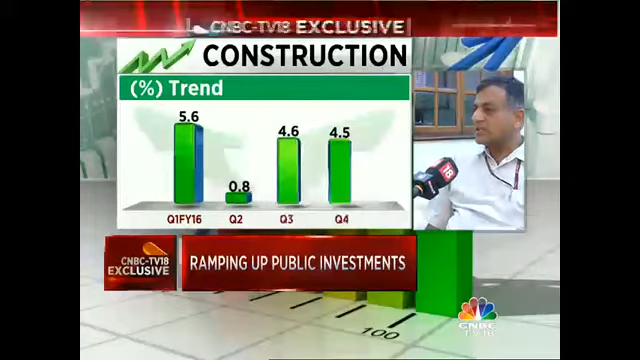 CNBC-TV18 EXCLUSIVE
CONSTRUCTION
(%) Trend
5.6
0.8
4.6
4.5
Q1FY16
Q2
Q3
Q4
18
CNBC-TV18
EXCLUSIVE
RAMPING UP PUBLIC INVESTMENTS
100
CNBC
TV18